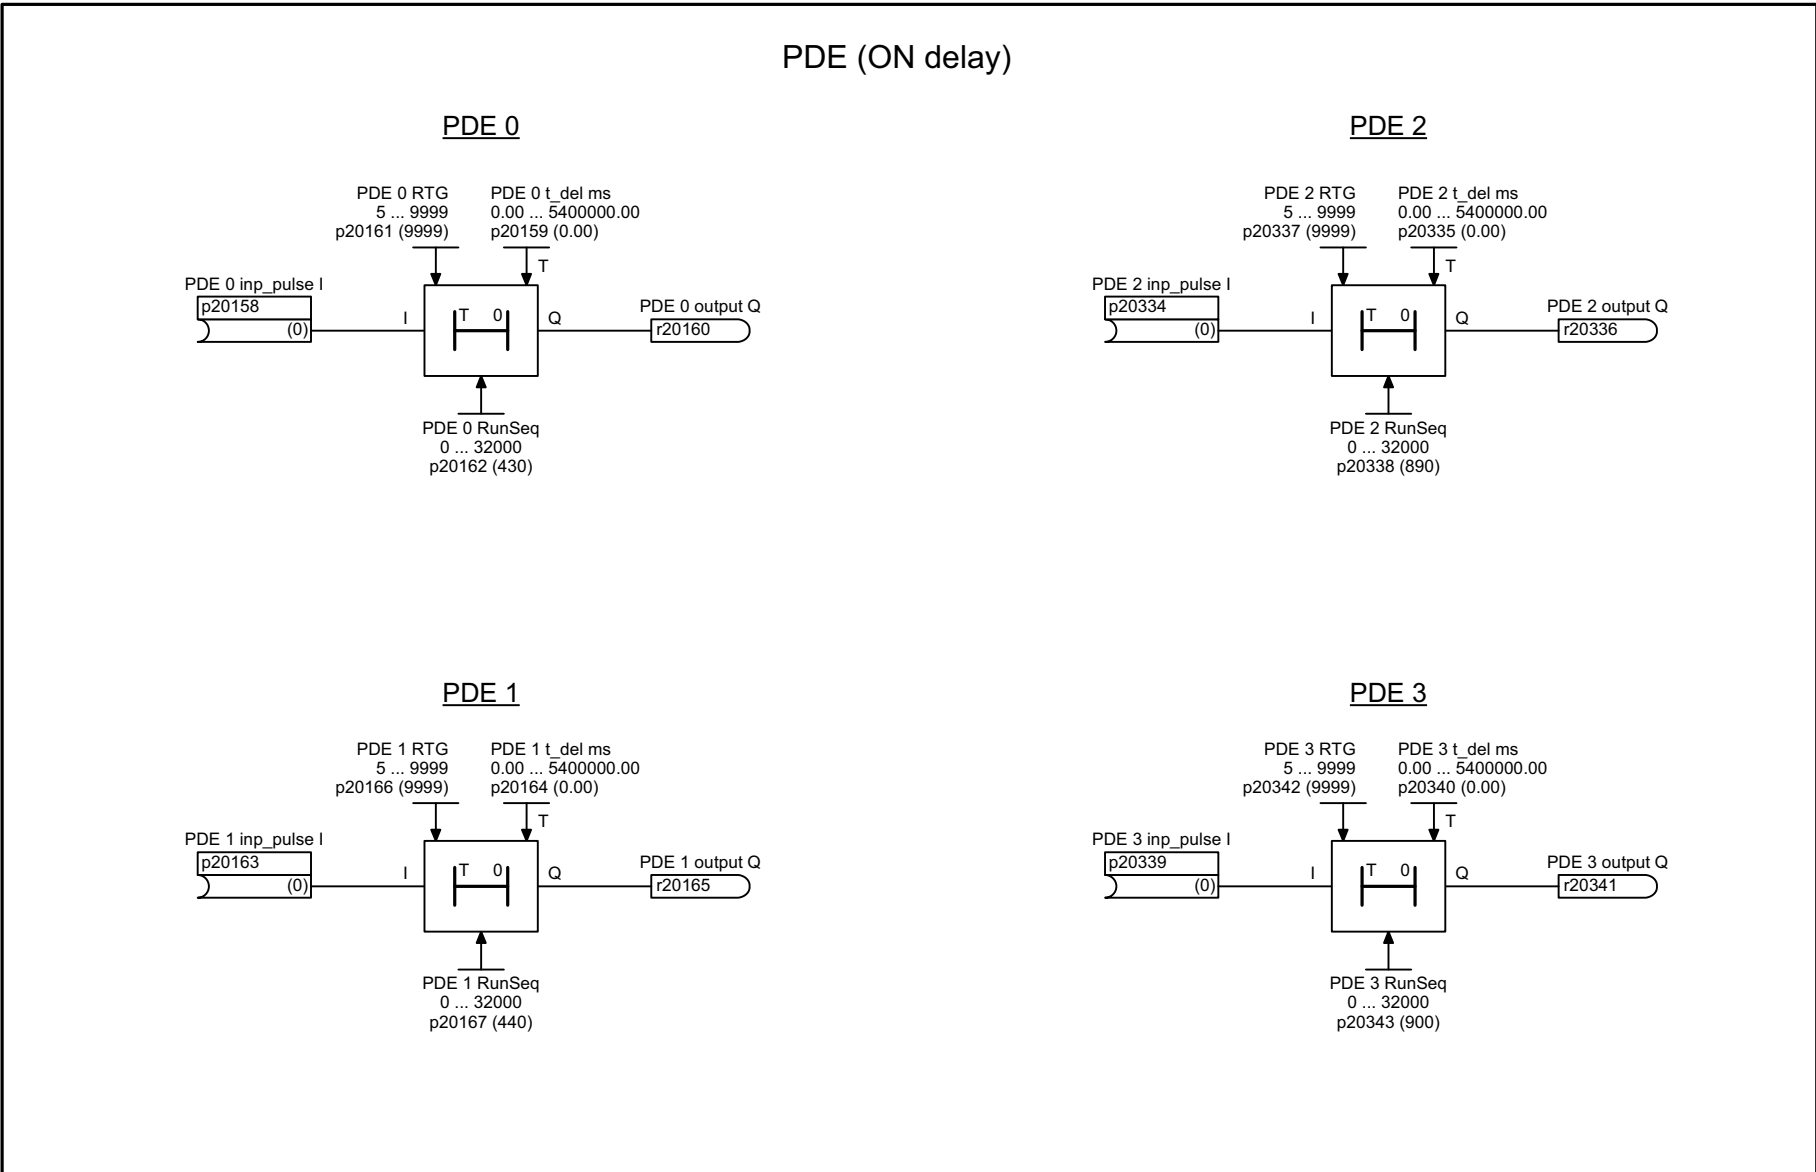 PDE (ON delay)
PDE 0
PDE 0 RTG
5 ... 9999
p20161 (9999)
PDE 0 t_del ms
0.00 ... 5400000.00
p20159 (0.00)
T
PDE 0 inp_pulse I
p20158
(0)
I
T 0
Q
PDE 0 output Q
r20160
PDE 0 RunSeq
0 ... 32000
p20162 (430)
PDE 2
PDE 2 RTG
5 ... 9999
p20337 (9999)
PDE 2 t_del ms
0.00 ... 5400000.00
p20335 (0.00)
T
PDE 2 inp_pulse I
p20334
(0)
I
T 0
Q
PDE 2 output Q
r20336
PDE 2 RunSeq
0 ... 32000
p20338 (890)
PDE 1
PDE 1 RTG
5 ... 9999
p20166 (9999)
PDE 1 t_del ms
0.00 ... 5400000.00
p20164 (0.00)
T
PDE 1 inp_pulse I
p20163
(0)
I
T 0
Q
PDE 1 output Q
r20165
PDE 1 RunSeq
0 ... 32000
p20167 (440)
PDE 3
PDE 3 RTG
5 ... 9999
p20342 (9999)
PDE 3 t_del ms
0.00 ... 5400000.00
p20340 (0.00)
T
PDE 3 inp_pulse I
p20339
(0)
I
T 0
Q
PDE 3 output Q
r20341
PDE 3 RunSeq
0 ... 32000
p20343 (900)